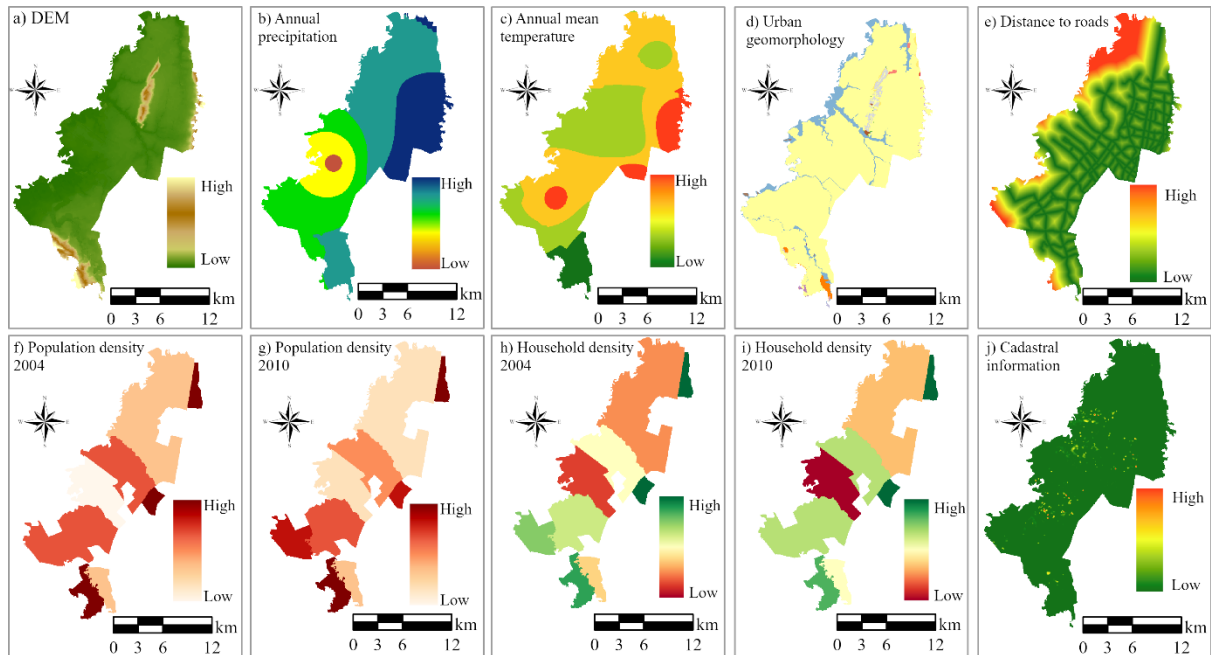 a) DEM
N
W
E
S
High
Low
km
0 3 6 12
b) Annual
precipitation
N
W
E
S
High
Low
km
0 3 6 12
c) Annual mean
temperature
N
W
E
S
High
Low
km
0 3 6 12
d) Urban
geomorphology
N
W
E
S
km
0 3 6 12
e) Distance to roads
N
W
E
S
High
Low
km
0 3 6 12
f) Population density
2004
N
W
E
S
High
Low
km
0 3 6 12
g) Population density
2010
N
W
E
S
High
Low
km
0 3 6 12
h) Household density
2004
N
W
E
S
High
Low
km
0 3 6 12
i) Household density
2010
N
W
E
S
High
Low
km
0 3 6 12
j) Cadastral
information
N
W
E
S
High
Low
km
0 3 6 12